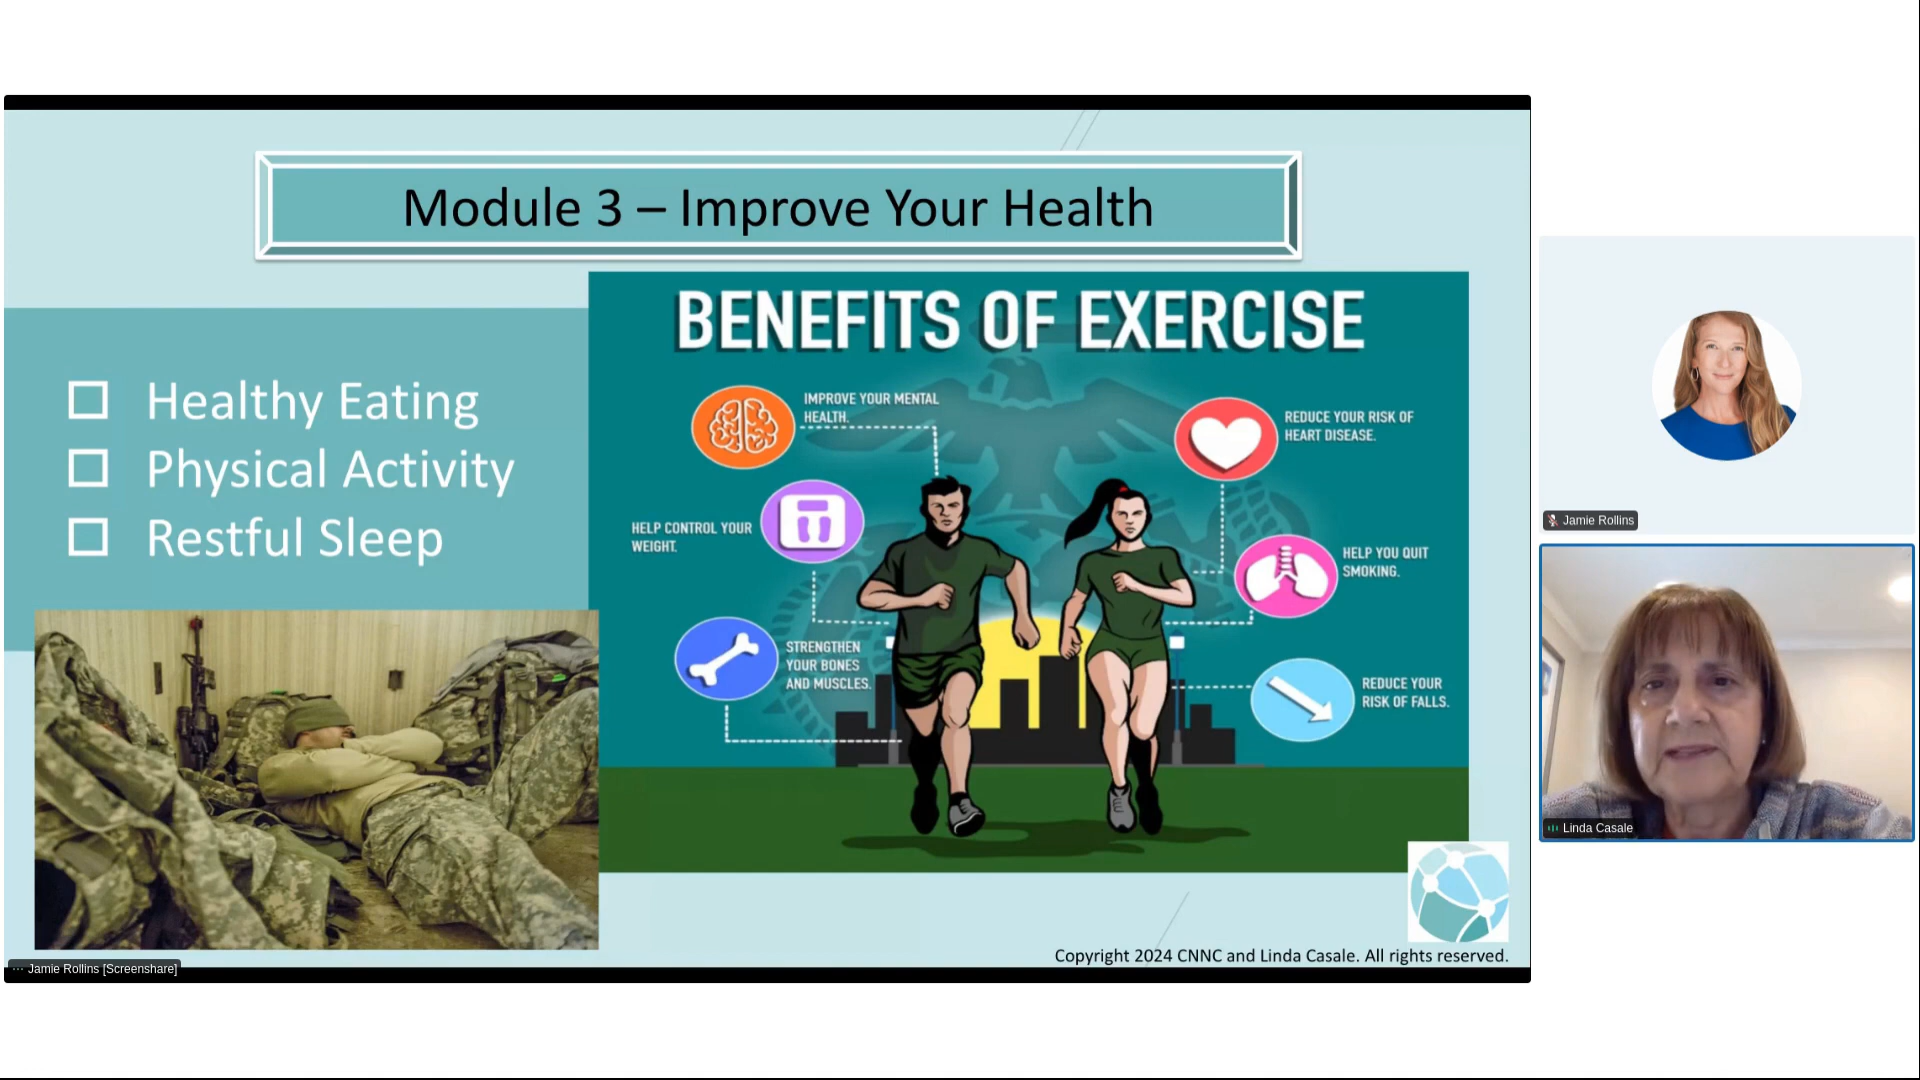 Module 3 – Improve Your Health
Healthy Eating
Physical Activity
Restful Sleep
BENEFITS OF EXERCISE
IMPROVE YOUR MENTAL
HEALTH.
REDUCE YOUR RISK OF
HEART DISEASE.
HELP CONTROL YOUR
WEIGHT.
HELP YOU QUIT
SMOKING.
STRENGTHEN
YOUR BONES
AND MUSCLES.
REDUCE YOUR
RISK OF FALLS.
Copyright 2024 CNNC and Linda Casale. All rights reserved.
Jamie Rollins [Screenshare]
Jamie Rollins
Linda Casale